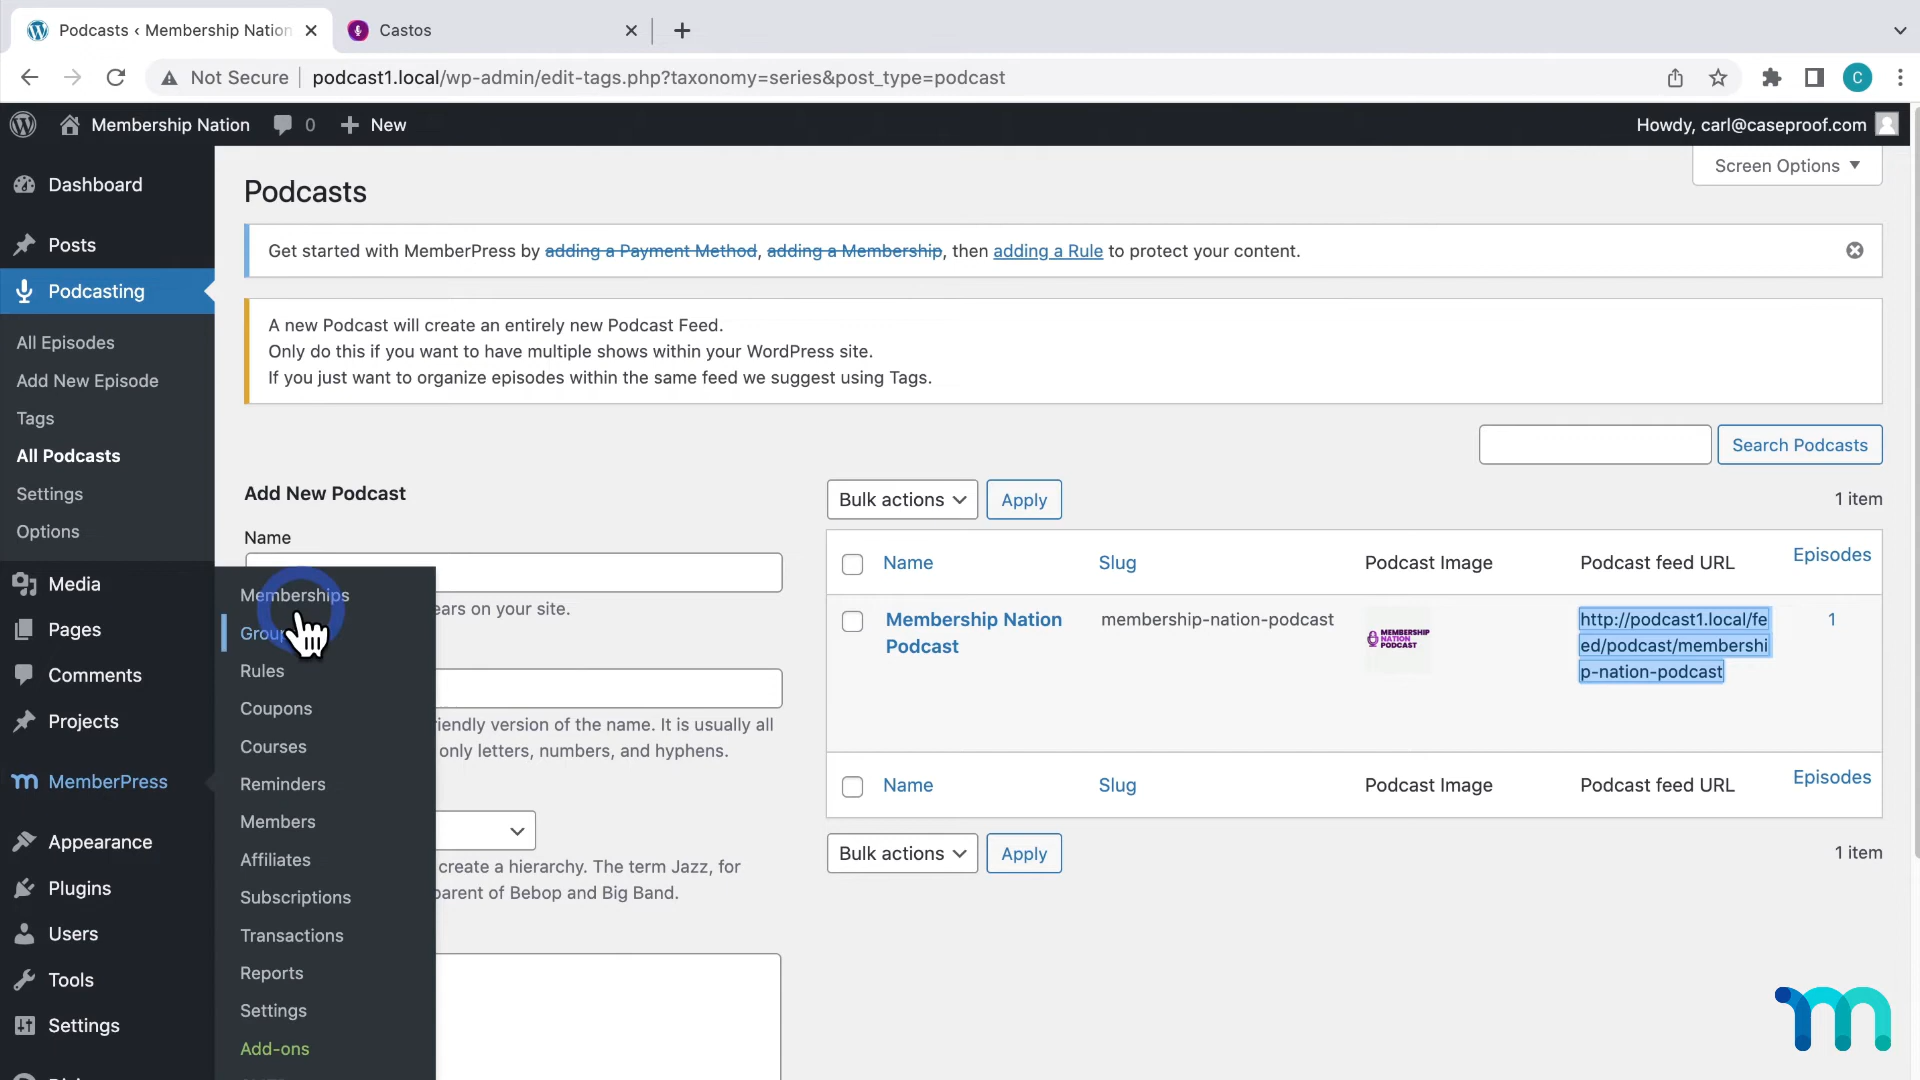 Podcasts ‹ Membership Nation
Castos
Not Secure
podcast1.local/wp-admin/edit-tags.php?taxonomy=series&post_type=podcast
C
Membership Nation
0
New
Howdy, carl@caseproof.com
Dashboard
Posts
Podcasting
All Episodes
Add New Episode
Tags
All Podcasts
Settings
Options
Media
Pages
Comments
Projects
MemberPress
Appearance
Plugins
Users
Tools
Settings
Memberships
Rules
Coupons
Courses
Reminders
Members
Affiliates
Subscriptions
Transactions
Reports
Settings
Add-ons
Screen Options
Podcasts
Get started with MemberPress by adding a Payment Method, adding a Membership, then adding a Rule to protect your content.
A new Podcast will create an entirely new Podcast Feed.
Only do this if you want to have multiple shows within your WordPress site.
If you just want to organize episodes within the same feed we suggest using Tags.
Search Podcasts
Add New Podcast
Name
on your site.
version of the name. It is usually all
only letters, numbers, and hyphens.
create a hierarchy. The term Jazz, for
of Bebop and Big Band.
Bulk actions
Apply
1 item
Name
Slug
Podcast Image
Podcast feed URL
Episodes
Membership Nation
Podcast
membership-nation-podcast
MEMBERSHIP
NATION
PODCAST
http://podcast1.local/fe
ed/podcast/membershi
p-nation-podcast
1
Name
Slug
Podcast Image
Podcast feed URL
Episodes
Bulk actions
Apply
1 item